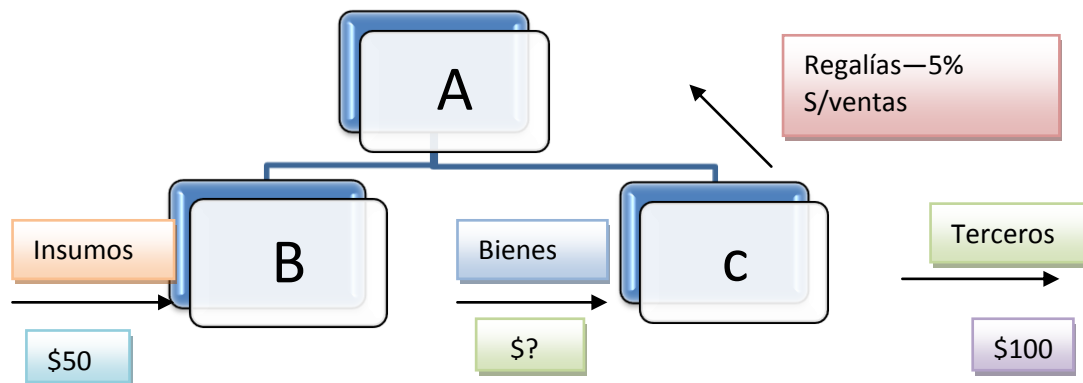 A
Regalías—5%
S/ventas
Insumos
B
Bienes
c
Terceros
$50
$?
$100